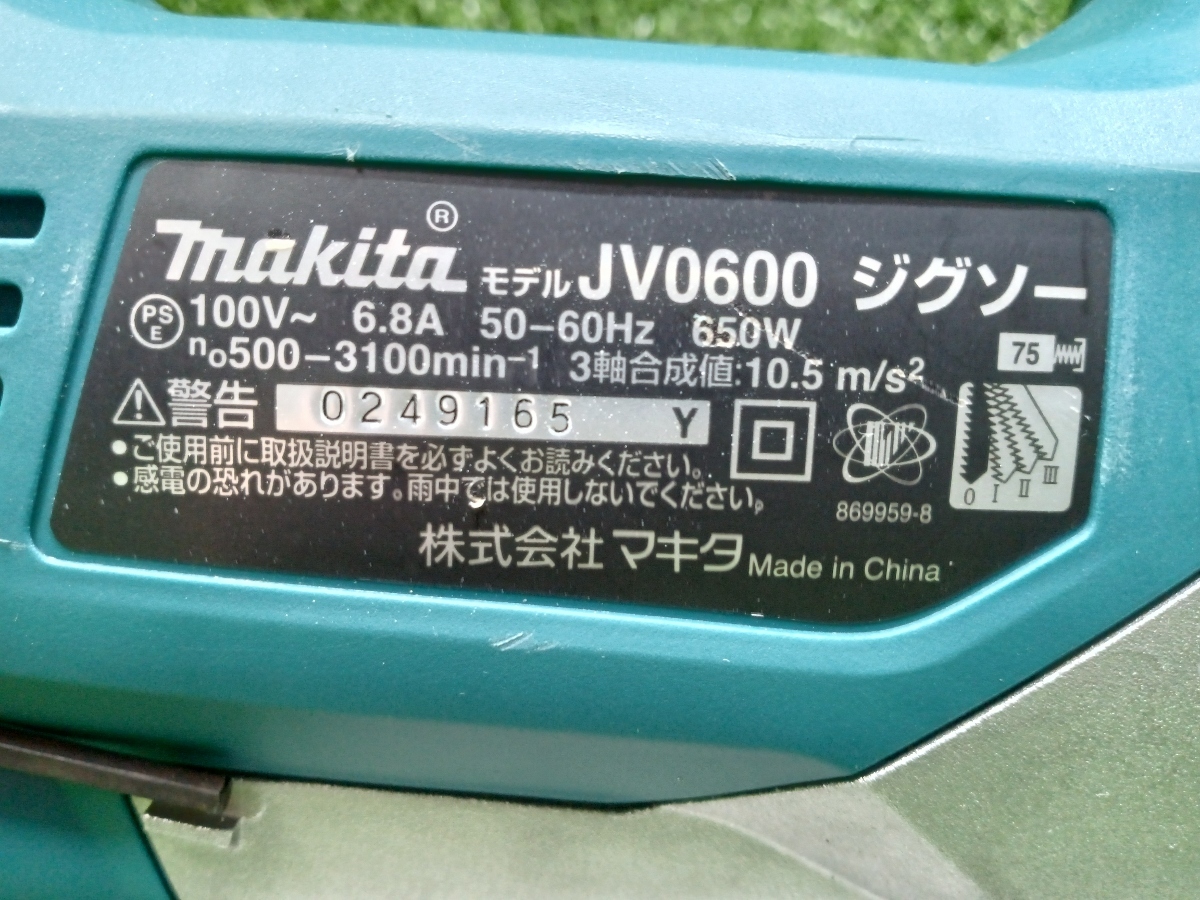 makita® モデル JV0600 ジグソー
PSE 100V~ 6.8A 50-60Hz 650W
n₀500-3100min⁻¹ 3軸合成値:10.5 m/s²
75
⚠警告 0249165 Y
•ご使用前に取扱説明書を必ずよくお読みください。
•感電の恐れがあります。雨中では使用しないでください。
0 I II III
869959-8
株式会社マキタ Made in China